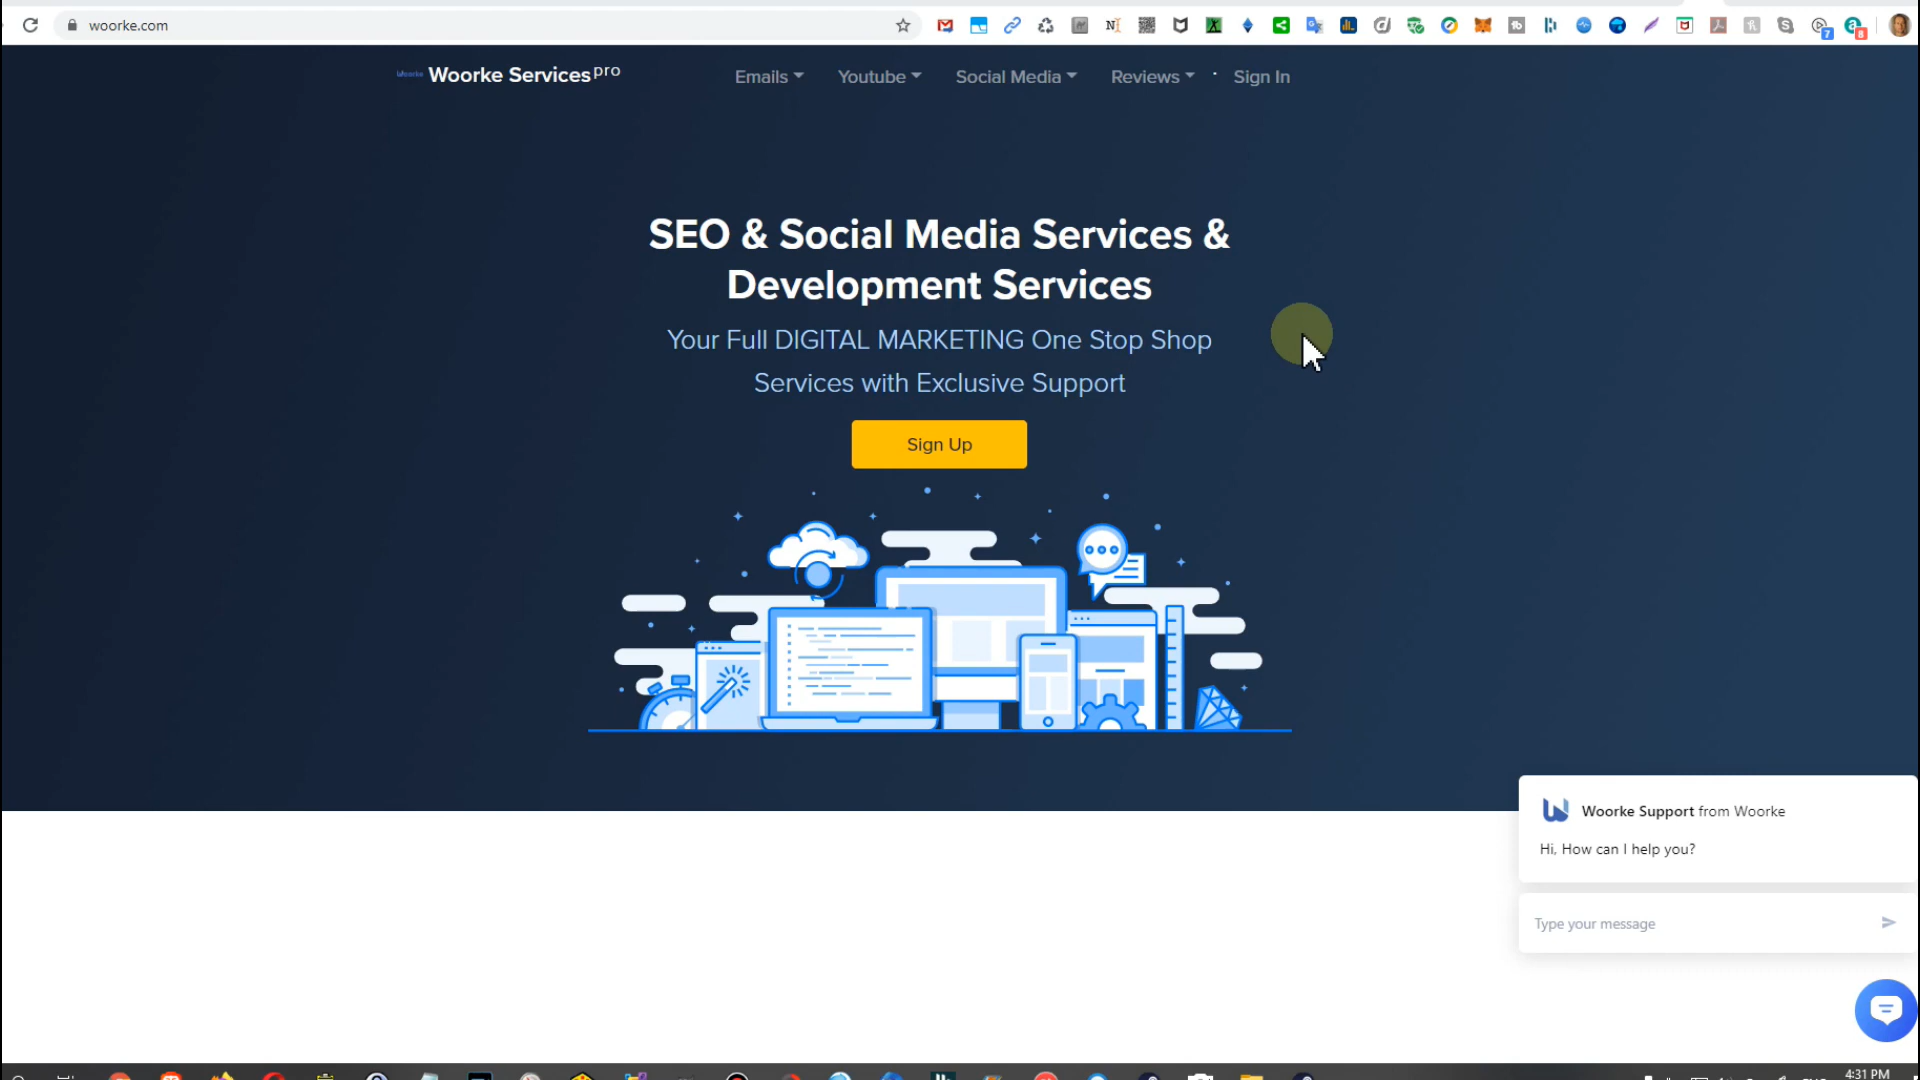 woorke.com
Woorke Services pro
Emails
Youtube
Social Media
Reviews
Sign In
SEO & Social Media Services &
Development Services
Your Full DIGITAL MARKETING One Stop Shop
Services with Exclusive Support
Sign Up
Woorke Support from Woorke
Hi, How can I help you?
Type your message
4:31 PM